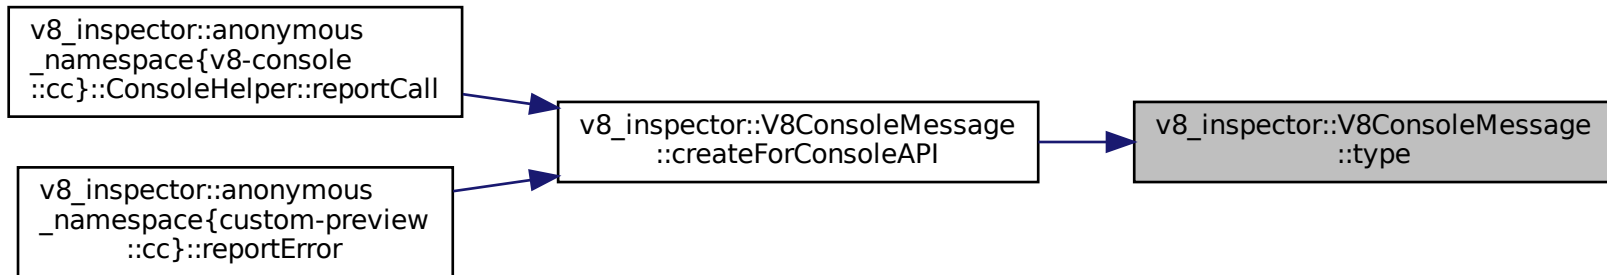 v8_inspector::anonymous
_namespace{v8-console
::cc}::ConsoleHelper::reportCall
v8_inspector::V8ConsoleMessage
::createForConsoleAPI
v8_inspector::V8ConsoleMessage
::type
v8_inspector::anonymous
_namespace{custom-preview
::cc}::reportError